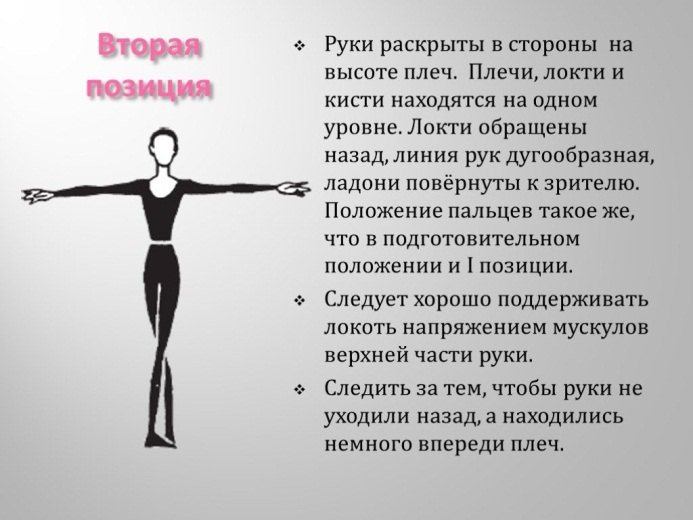 Вторая
позиция
Руки раскрыты в стороны на
высоте плеч. Плечи, локти и
кисти находятся на одном
уровне. Локти обращены
назад, линия рук дугообразная,
ладони повёрнуты к зрителю.
Положение пальцев такое же,
что в подготовительном
положении и I позиции.
Следует хорошо поддерживать
локоть напряжением мускулов
верхней части руки.
Следить за тем, чтобы руки не
уходили назад, а находились
немного впереди плеч.